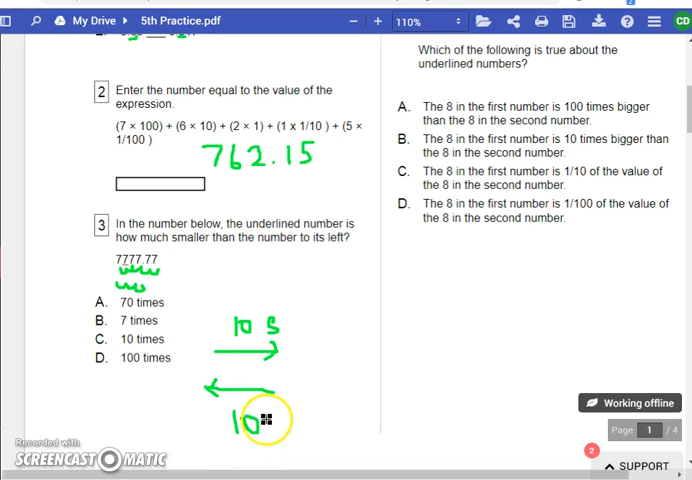 My Drive / 5th Practice.pdf
110%
CD
2
2 Enter the number equal to the value of the
expression.
(7 × 100) + (6 × 10) + (2 × 1) + (1 x 1/10 ) + (5 ×
1/100 )
762.15
3 In the number below, the underlined number is
how much smaller than the number to its left?
7777.77
A. 70 times
B. 7 times
C. 10 times
D. 100 times
10 s
10
Which of the following is true about the
underlined numbers?
A. The 8 in the first number is 100 times bigger
than the 8 in the second number.
B. The 8 in the first number is 10 times bigger than
the 8 in the second number.
C. The 8 in the first number is 1/10 of the value of
the 8 in the second number.
D. The 8 in the first number is 1/100 of the value of
the 8 in the second number.
Working offline
Page 1 / 4
2
SUPPORT
Recorded with
SCREENCAST MATIC